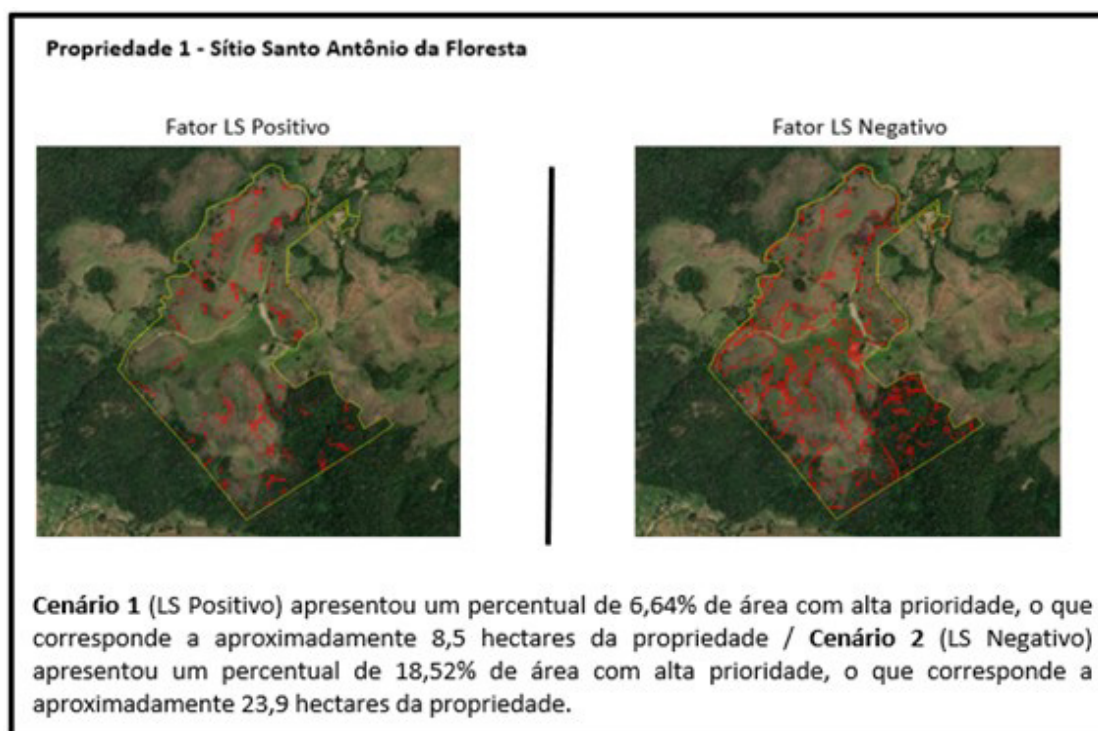 Propriedade 1 - Sítio Santo Antônio da Floresta
Fator LS Positivo
Fator LS Negativo
Cenário 1 (LS Positivo) apresentou um percentual de 6,64% de área com alta prioridade, o que
corresponde a aproximadamente 8,5 hectares da propriedade / Cenário 2 (LS Negativo)
apresentou um percentual de 18,52% de área com alta prioridade, o que corresponde a
aproximadamente 23,9 hectares da propriedade.